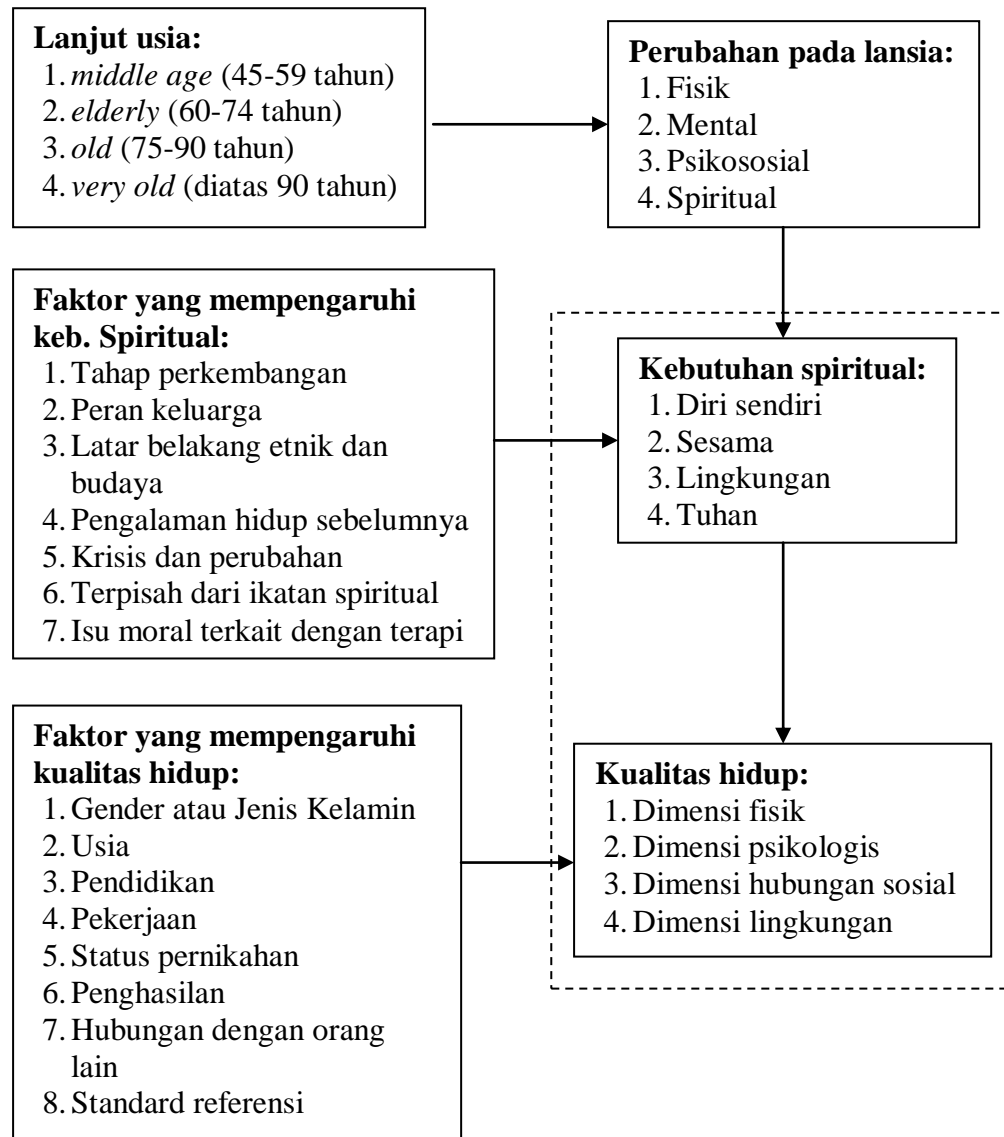 Lanjut usia:
1. middle age (45-59 tahun)
2. elderly (60-74 tahun)
3. old (75-90 tahun)
4. very old (diatas 90 tahun)
Perubahan pada lansia:
1. Fisik
2. Mental
3. Psikososial
4. Spiritual
Faktor yang mempengaruhi
keb. Spiritual:
1. Tahap perkembangan
2. Peran keluarga
3. Latar belakang etnik dan
budaya
4. Pengalaman hidup sebelumnya
5. Krisis dan perubahan
6. Terpisah dari ikatan spiritual
7. Isu moral terkait dengan terapi
Kebutuhan spiritual:
1. Diri sendiri
2. Sesama
3. Lingkungan
4. Tuhan
Faktor yang mempengaruhi
kualitas hidup:
1. Gender atau Jenis Kelamin
2. Usia
3. Pendidikan
4. Pekerjaan
5. Status pernikahan
6. Penghasilan
7. Hubungan dengan orang
lain
8. Standard referensi
Kualitas hidup:
1. Dimensi fisik
2. Dimensi psikologis
3. Dimensi hubungan sosial
4. Dimensi lingkungan